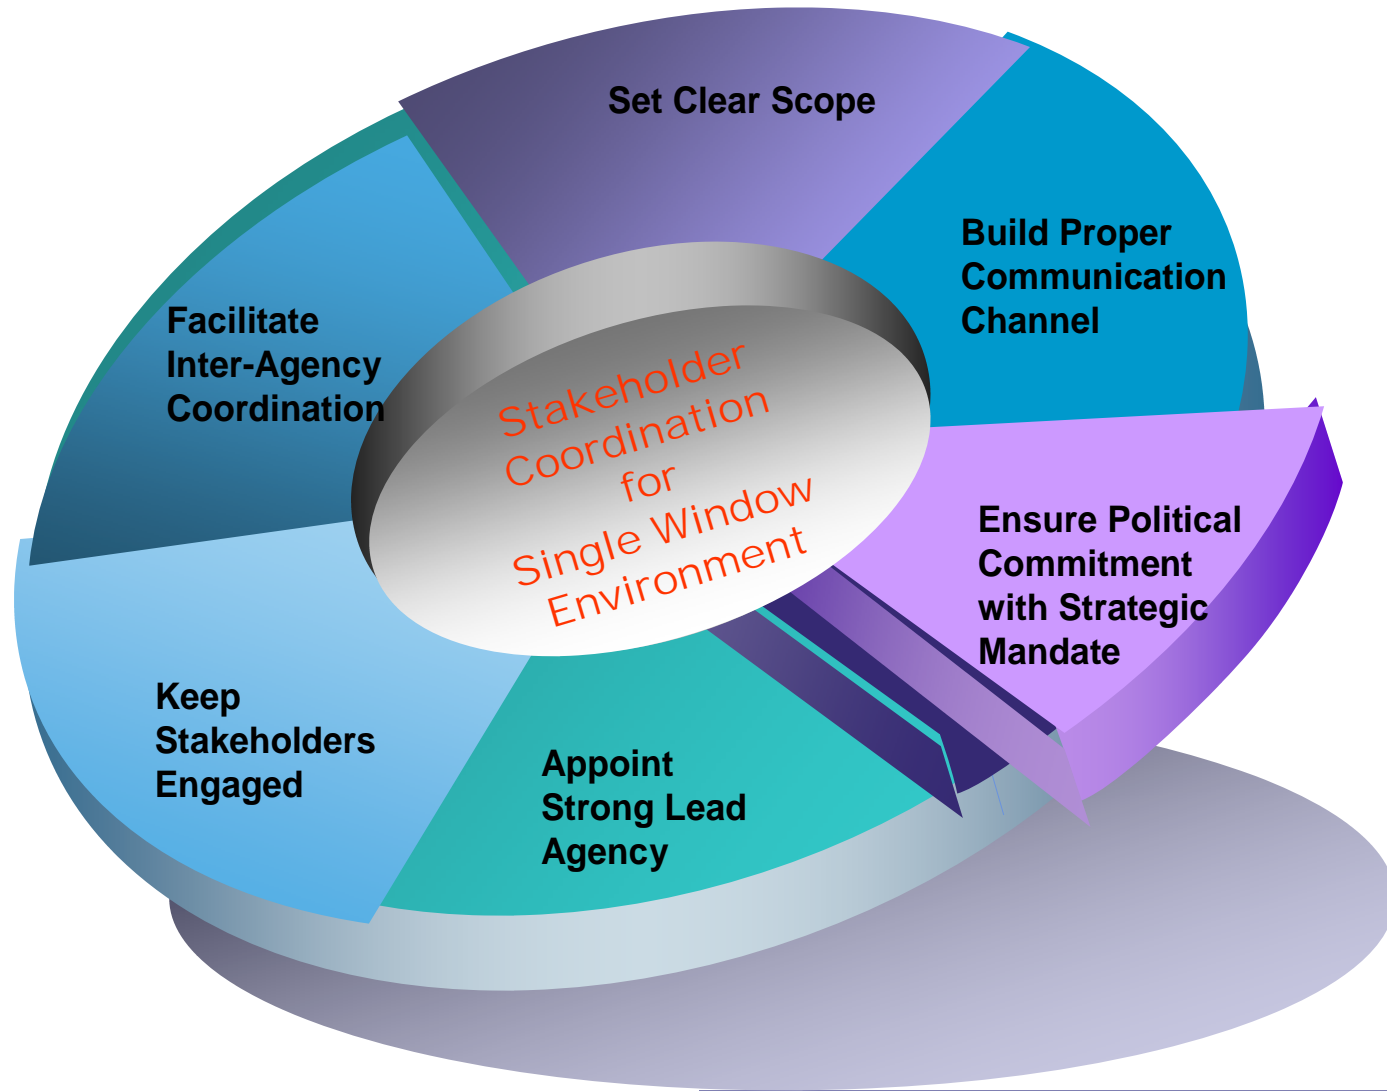 Set Clear Scope
Build Proper
Communication
Channel
Facilitate
Inter-Agency
Coordination
Stakeholder
Coordination
for
Single Window
Environment
Ensure Political
Commitment
with Strategic
Mandate
Keep
Stakeholders
Engaged
Appoint
Strong Lead
Agency